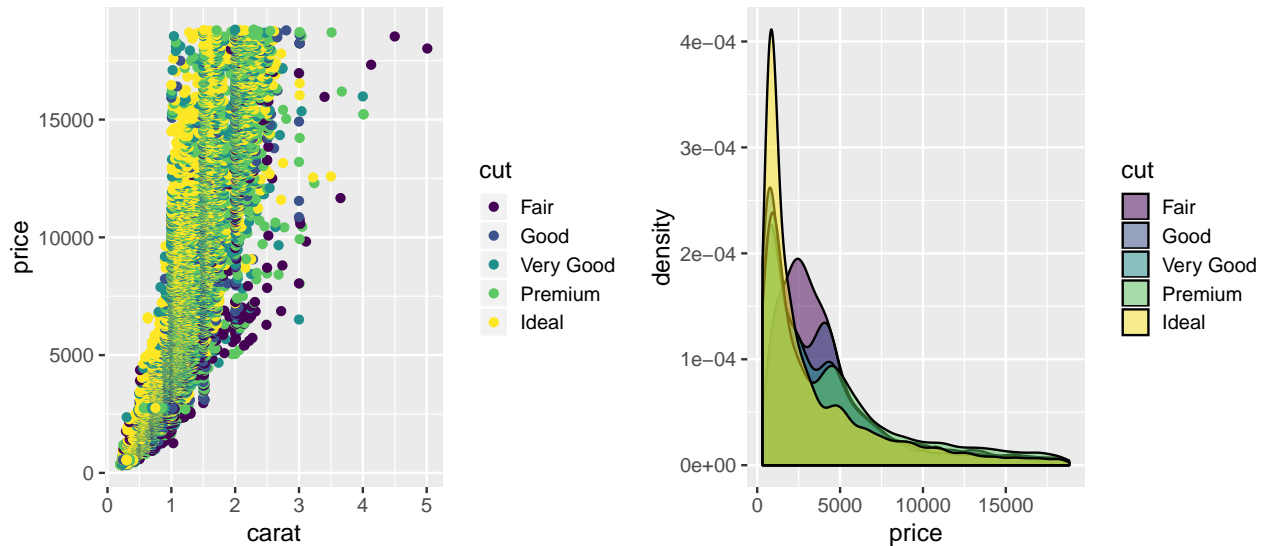 price
15000
10000
5000
0
0
1
2
3
4
5
carat
cut
Fair
Good
Very Good
Premium
Ideal
density
4e−04
3e−04
2e−04
1e−04
0e+00
0
5000
10000
15000
price
cut
Fair
Good
Very Good
Premium
Ideal